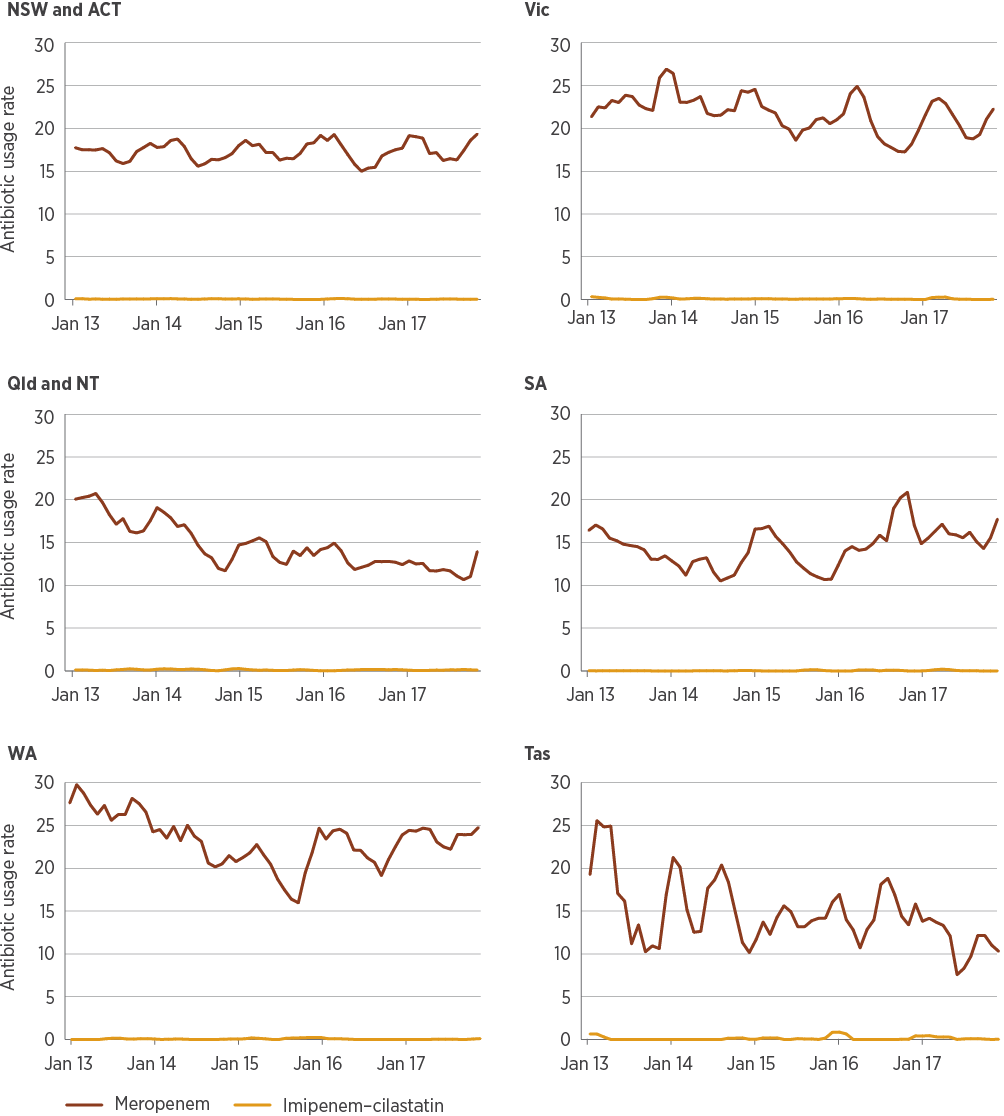 NSW and ACT
Antibiotic usage rate
30
25
20
15
10
5
0
Jan 13 Jan 14 Jan 15 Jan 16 Jan 17
Vic
30
25
20
15
10
5
0
Jan 13 Jan 14 Jan 15 Jan 16 Jan 17
Qld and NT
Antibiotic usage rate
30
25
20
15
10
5
0
Jan 13 Jan 14 Jan 15 Jan 16 Jan 17
SA
30
25
20
15
10
5
0
Jan 13 Jan 14 Jan 15 Jan 16 Jan 17
WA
Antibiotic usage rate
30
25
20
15
10
5
0
Jan 13 Jan 14 Jan 15 Jan 16 Jan 17
Tas
30
25
20
15
10
5
0
Jan 13 Jan 14 Jan 15 Jan 16 Jan 17
Meropenem Imipenem–cilastatin